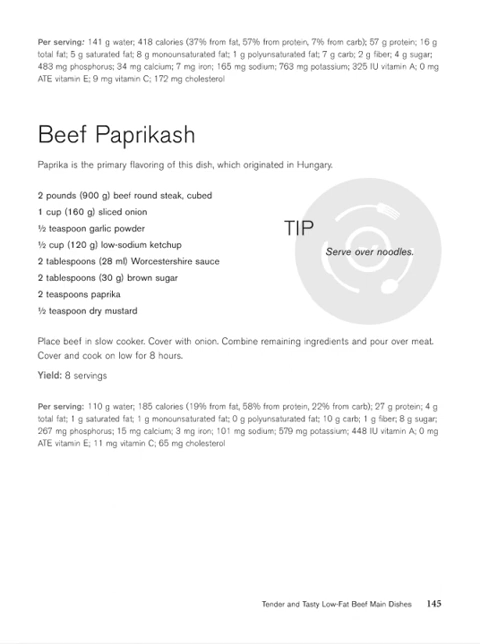 Per serving: 141 g water; 418 calories (37% from fat, 57% from protein, 7% from carb); 57 g protein; 16 g
total fat; 5 g saturated fat; 8 g monounsaturated fat; 1 g polyunsaturated fat; 7 g carb; 2 g fiber; 4 g sugar;
483 mg phosphorus; 34 mg calcium; 7 mg iron; 165 mg sodium; 763 mg potassium; 325 IU vitamin A; 0 mg
ATE vitamin E; 9 mg vitamin C; 172 mg cholesterol
Beef Paprikash
Paprika is the primary flavoring of this dish, which originated in Hungary.
2 pounds (900 g) beef round steak, cubed
1 cup (160 g) sliced onion
½ teaspoon garlic powder
½ cup (120 g) low-sodium ketchup
2 tablespoons (28 ml) Worcestershire sauce
2 tablespoons (30 g) brown sugar
2 teaspoons paprika
½ teaspoon dry mustard
TIP
Serve over noodles.
Place beef in slow cooker. Cover with onion. Combine remaining ingredients and pour over meat.
Cover and cook on low for 8 hours.
Yield: 8 servings
Per serving: 110 g water; 185 calories (19% from fat, 58% from protein, 22% from carb); 27 g protein; 4 g
total fat; 1 g saturated fat; 1 g monounsaturated fat; 0 g polyunsaturated fat; 10 g carb; 1 g fiber; 8 g sugar;
267 mg phosphorus; 15 mg calcium; 3 mg iron; 101 mg sodium; 579 mg potassium; 448 IU vitamin A; 0 mg
ATE vitamin E; 11 mg vitamin C; 65 mg cholesterol
Tender and Tasty Low-Fat Beef Main Dishes 145